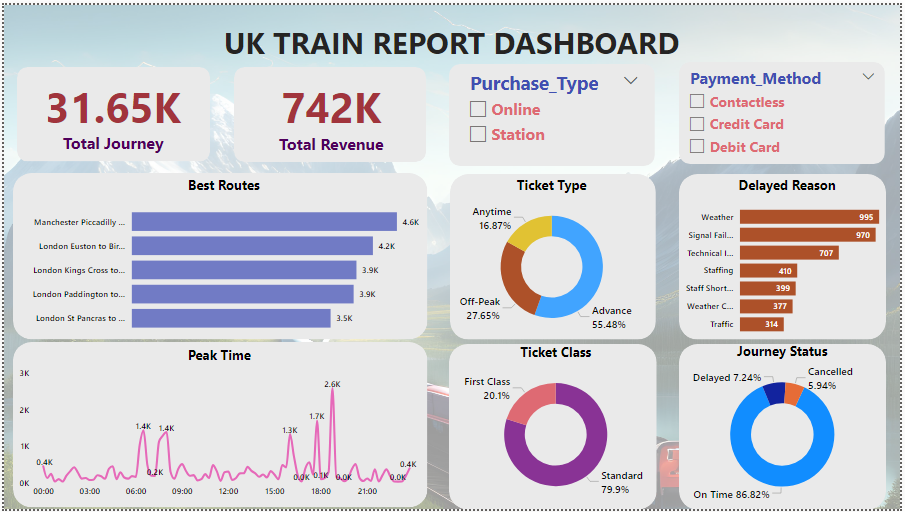 UK TRAIN REPORT DASHBOARD
31.65K
Total Journey
742K
Total Revenue
Purchase_Type
Online
Station
Payment_Method
Contactless
Credit Card
Debit Card
Best Routes
Manchester Piccadilly ...
4.6K
London Euston to Bir...
4.2K
London Kings Cross to...
3.9K
London Paddington to...
3.9K
London St Pancras to ...
3.5K
Ticket Type
Anytime
16.87%
Off-Peak
27.65%
Advance
55.48%
Delayed Reason
Weather
995
Signal Fail...
970
Technical I...
707
Staffing
410
Staff Short...
399
Weather C...
377
Traffic
314
Peak Time
3K
2K
1K
0K
0.4K
1.4K
0.2K
1.4K
1.3K
0.0K
1.7K
0.1K
2.6K
0.0K
0.0K
0.4K
00:00
03:00
06:00
09:00
12:00
15:00
18:00
21:00
Ticket Class
First Class
20.1%
Standard
79.9%
Journey Status
Delayed 7.24%
Cancelled
5.94%
On Time 86.82%